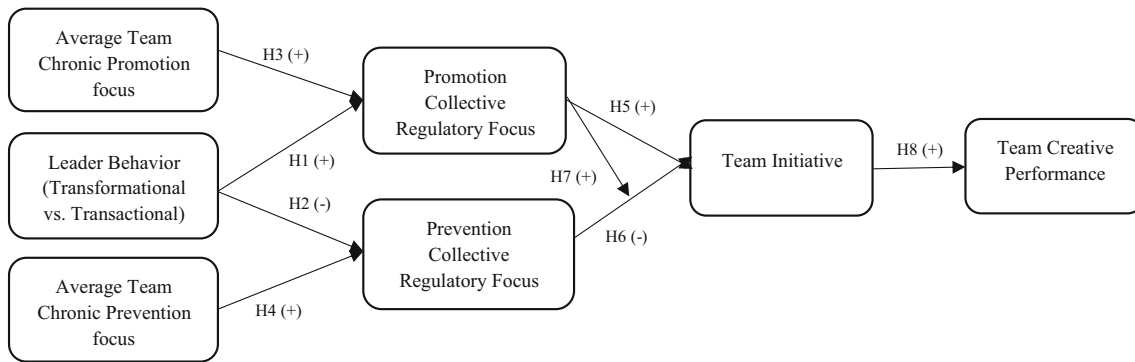 Average Team
Chronic Promotion
focus
H3 (+)
Promotion
Collective
Regulatory Focus
H5 (+)
Leader Behavior
(Transformational
vs. Transactional)
H1 (+)
H2 (-)
H7 (+)
Team Initiative
H8 (+)
Team Creative
Performance
Prevention
Collective
Regulatory Focus
H6 (-)
Average Team
Chronic Prevention
focus
H4 (+)